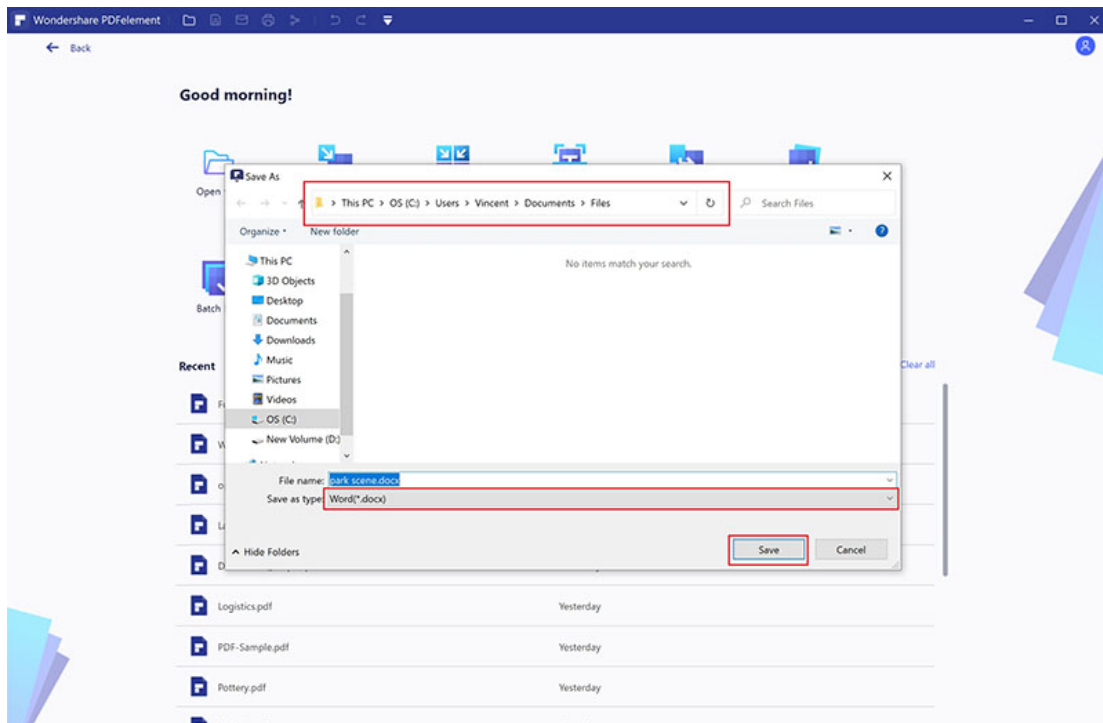 Wondershare PDFelement
Back
Good morning!
Open
Save As
This PC > OS (C:) > Users > Vincent > Documents > Files
Search Files
Organize
New folder
This PC
3D Objects
Desktop
Documents
Downloads
Music
Pictures
Videos
OS (C:)
New Volume (D:)
No items match your search.
Batch
Recent
Clear all
File name: park scene.docx
Save as type: Word(*.docx)
Hide Folders
Save
Cancel
Logistics.pdf Yesterday
PDF-Sample.pdf Yesterday
Pottery.pdf Yesterday